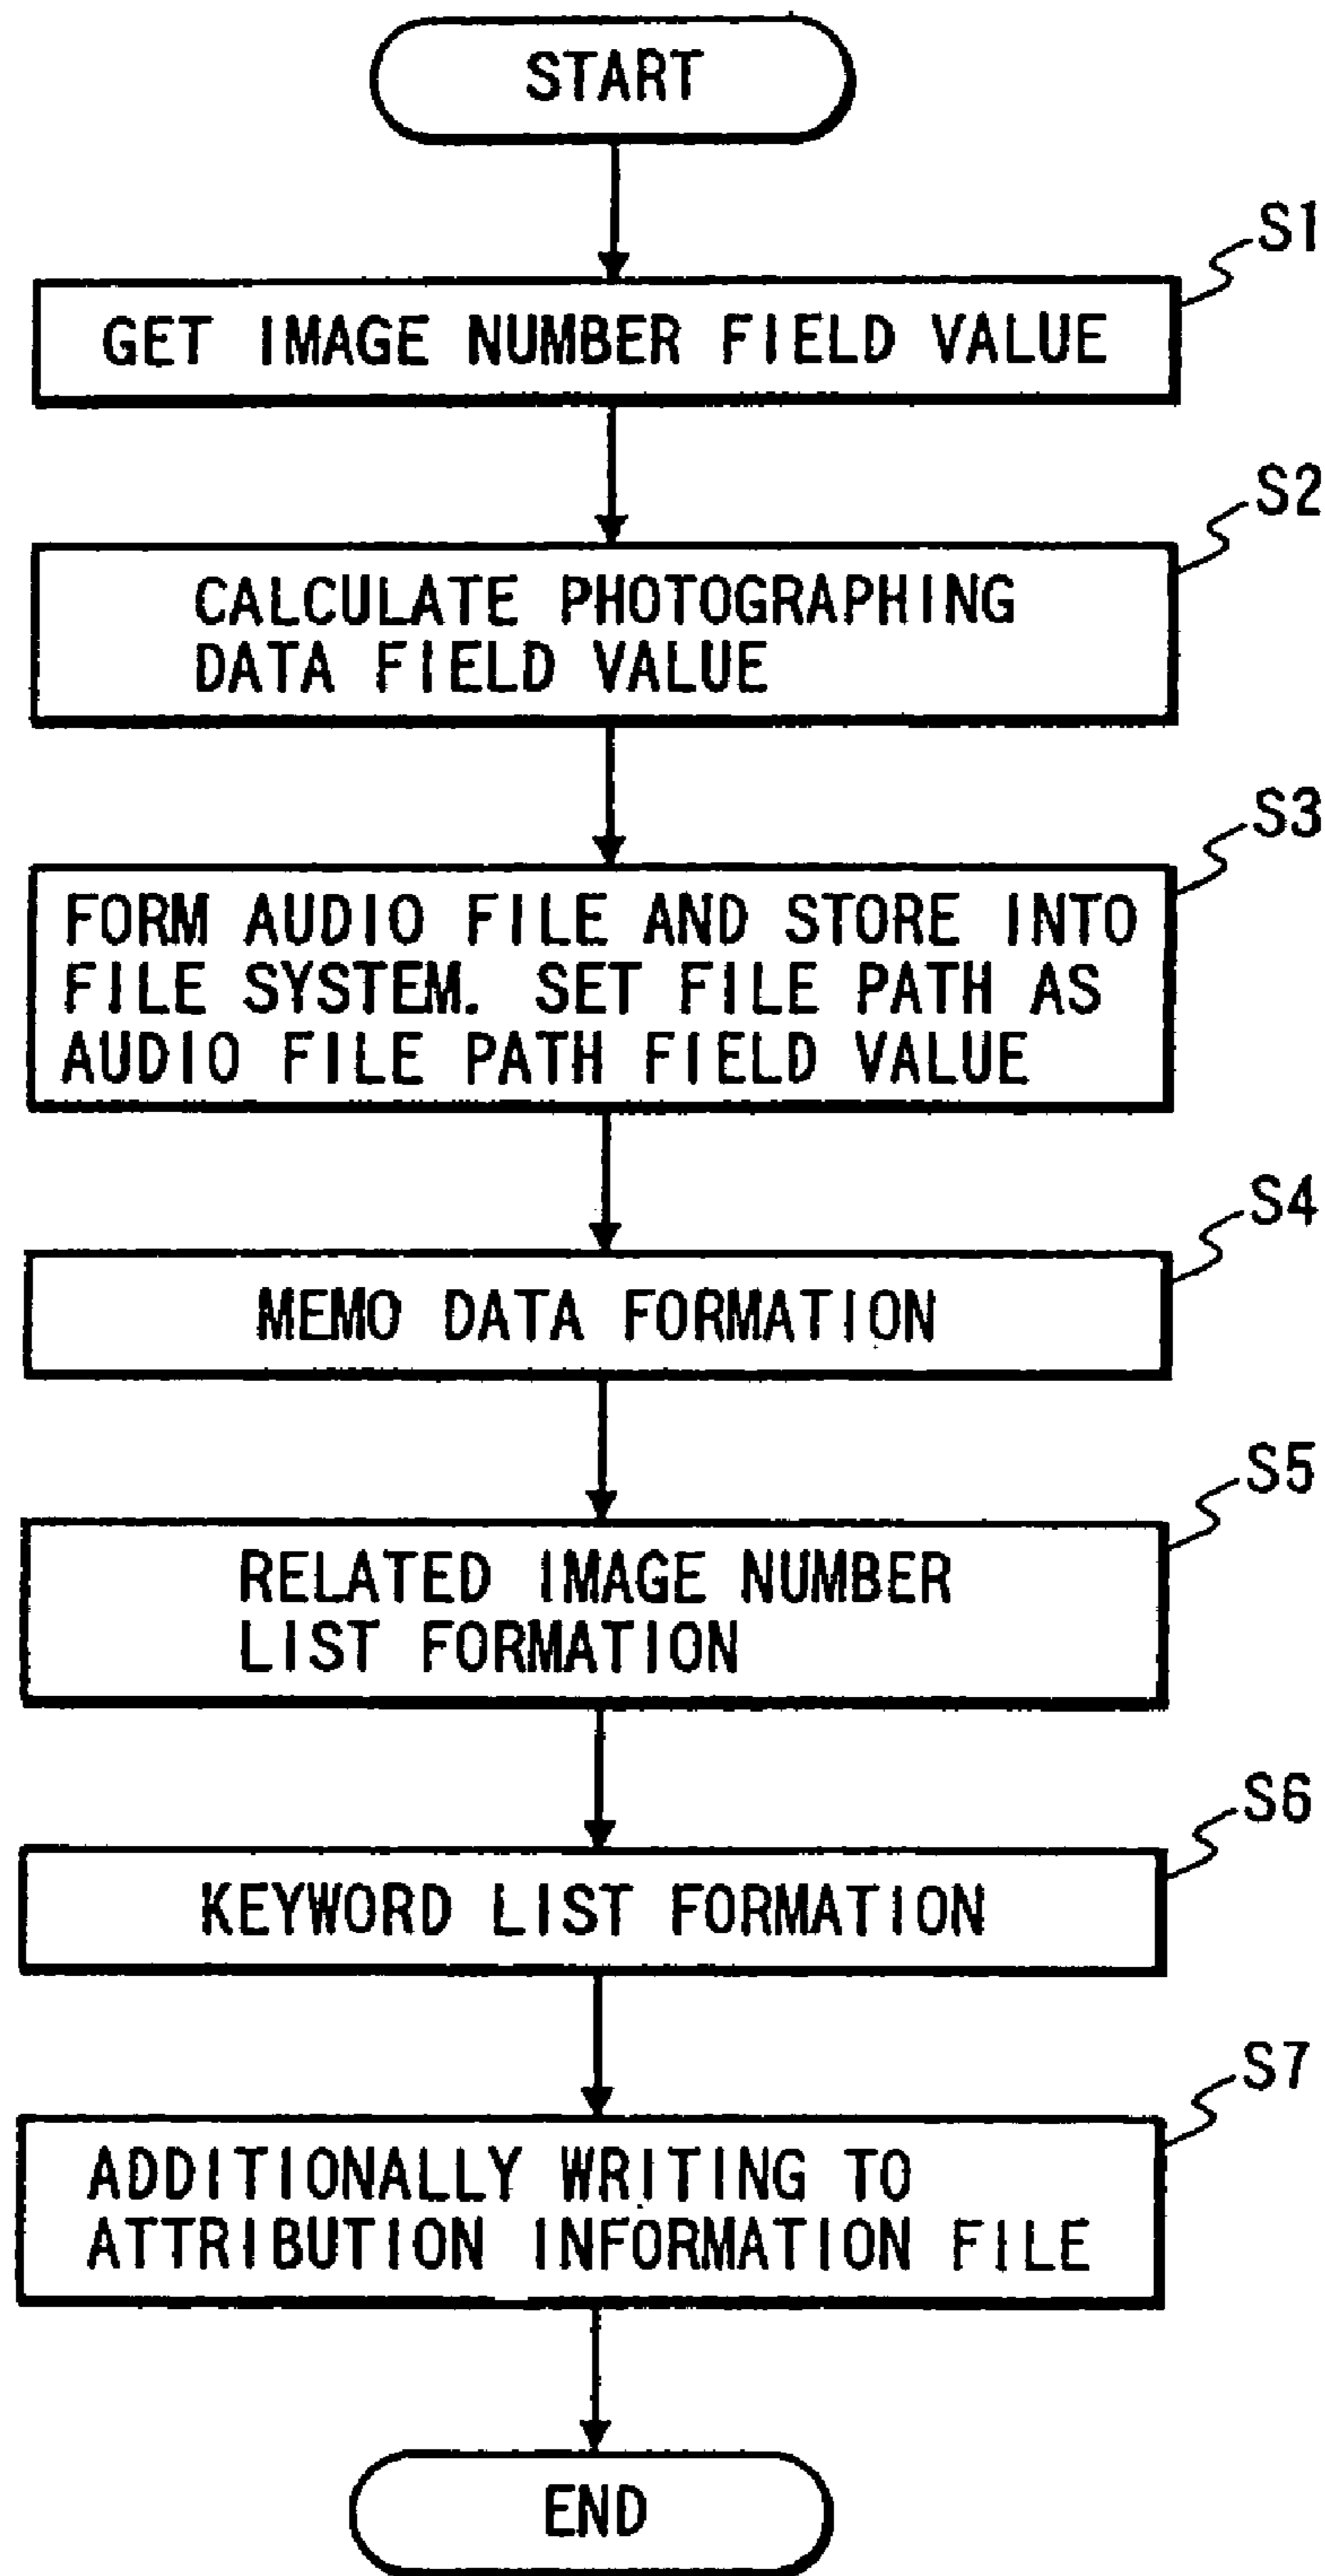 START
S1
GET IMAGE NUMBER FIELD VALUE
S2
CALCULATE PHOTOGRAPHING
DATA FIELD VALUE
S3
FORM AUDIO FILE AND STORE INTO
FILE SYSTEM. SET FILE PATH AS
AUDIO FILE PATH FIELD VALUE
S4
MEMO DATA FORMATION
S5
RELATED IMAGE NUMBER
LIST FORMATION
S6
KEYWORD LIST FORMATION
S7
ADDITIONALLY WRITING TO
ATTRIBUTION INFORMATION FILE
END